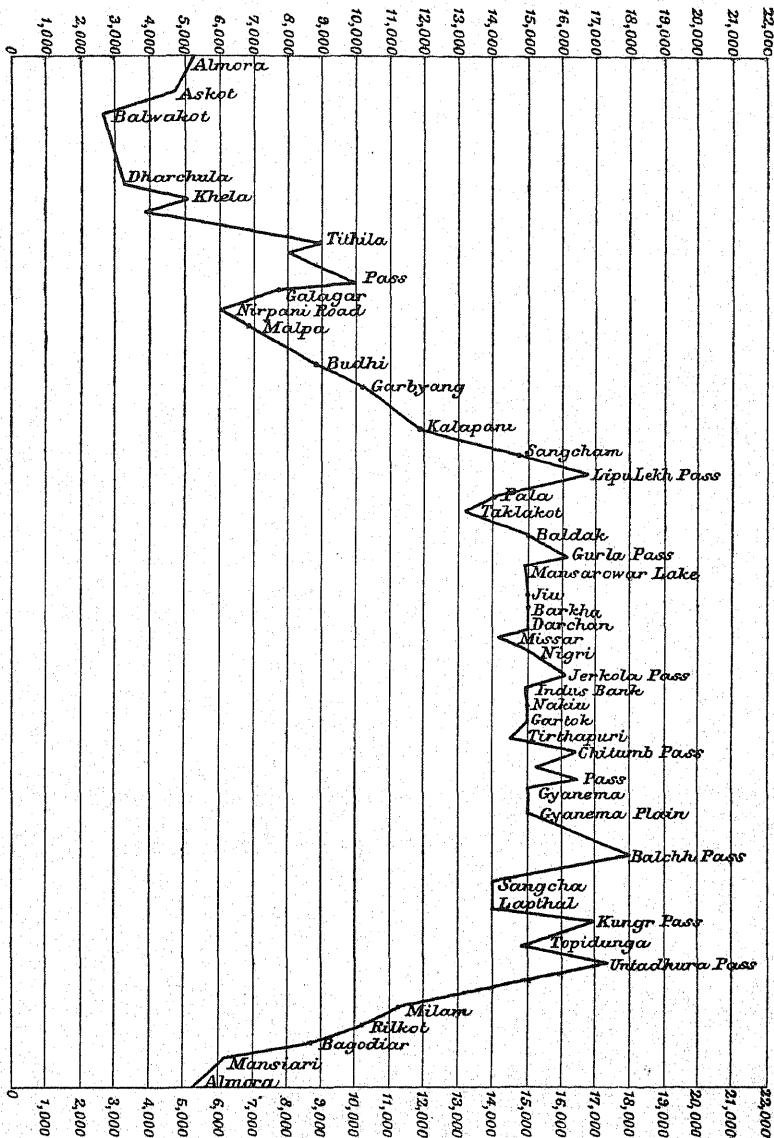 0 1,000 2,000 3,000 4,000 5,000 6,000 7,000 8,000 9,000 10,000 11,000 12,000 13,000 14,000 15,000 16,000 17,000 18,000 19,000 20,000 21,000 22,000
Almora
Askot
Balwakot
Dharchula
Khela
Tithila
Pass
Galagar
Nirpani Road
Malpa
Budhi
Garbyang
Kalapani
Sangcham
Lipu Lekh Pass
Pala
Taklakot
Baldak
Gurla Pass
Mansarowar Lake
Jiu
Barkha
Darchan
Missar
Nigri
Jerkola Pass
Indus Bank
Nakiu
Gartok
Tirthapuri
Chitumb Pass
Pass
Gyanema
Gyanema Plain
Balchh Pass
Sangcha
Lapthal
Kungr Pass
Topidunga
Untadhura Pass
Milam
Rilkot
Bagodiar
Mansiari
Almora
0 1,000 2,000 3,000 4,000 5,000 6,000 7,000 8,000 9,000 10,000 11,000 12,000 13,000 14,000 15,000 16,000 17,000 18,000 19,000 20,000 21,000 22,000